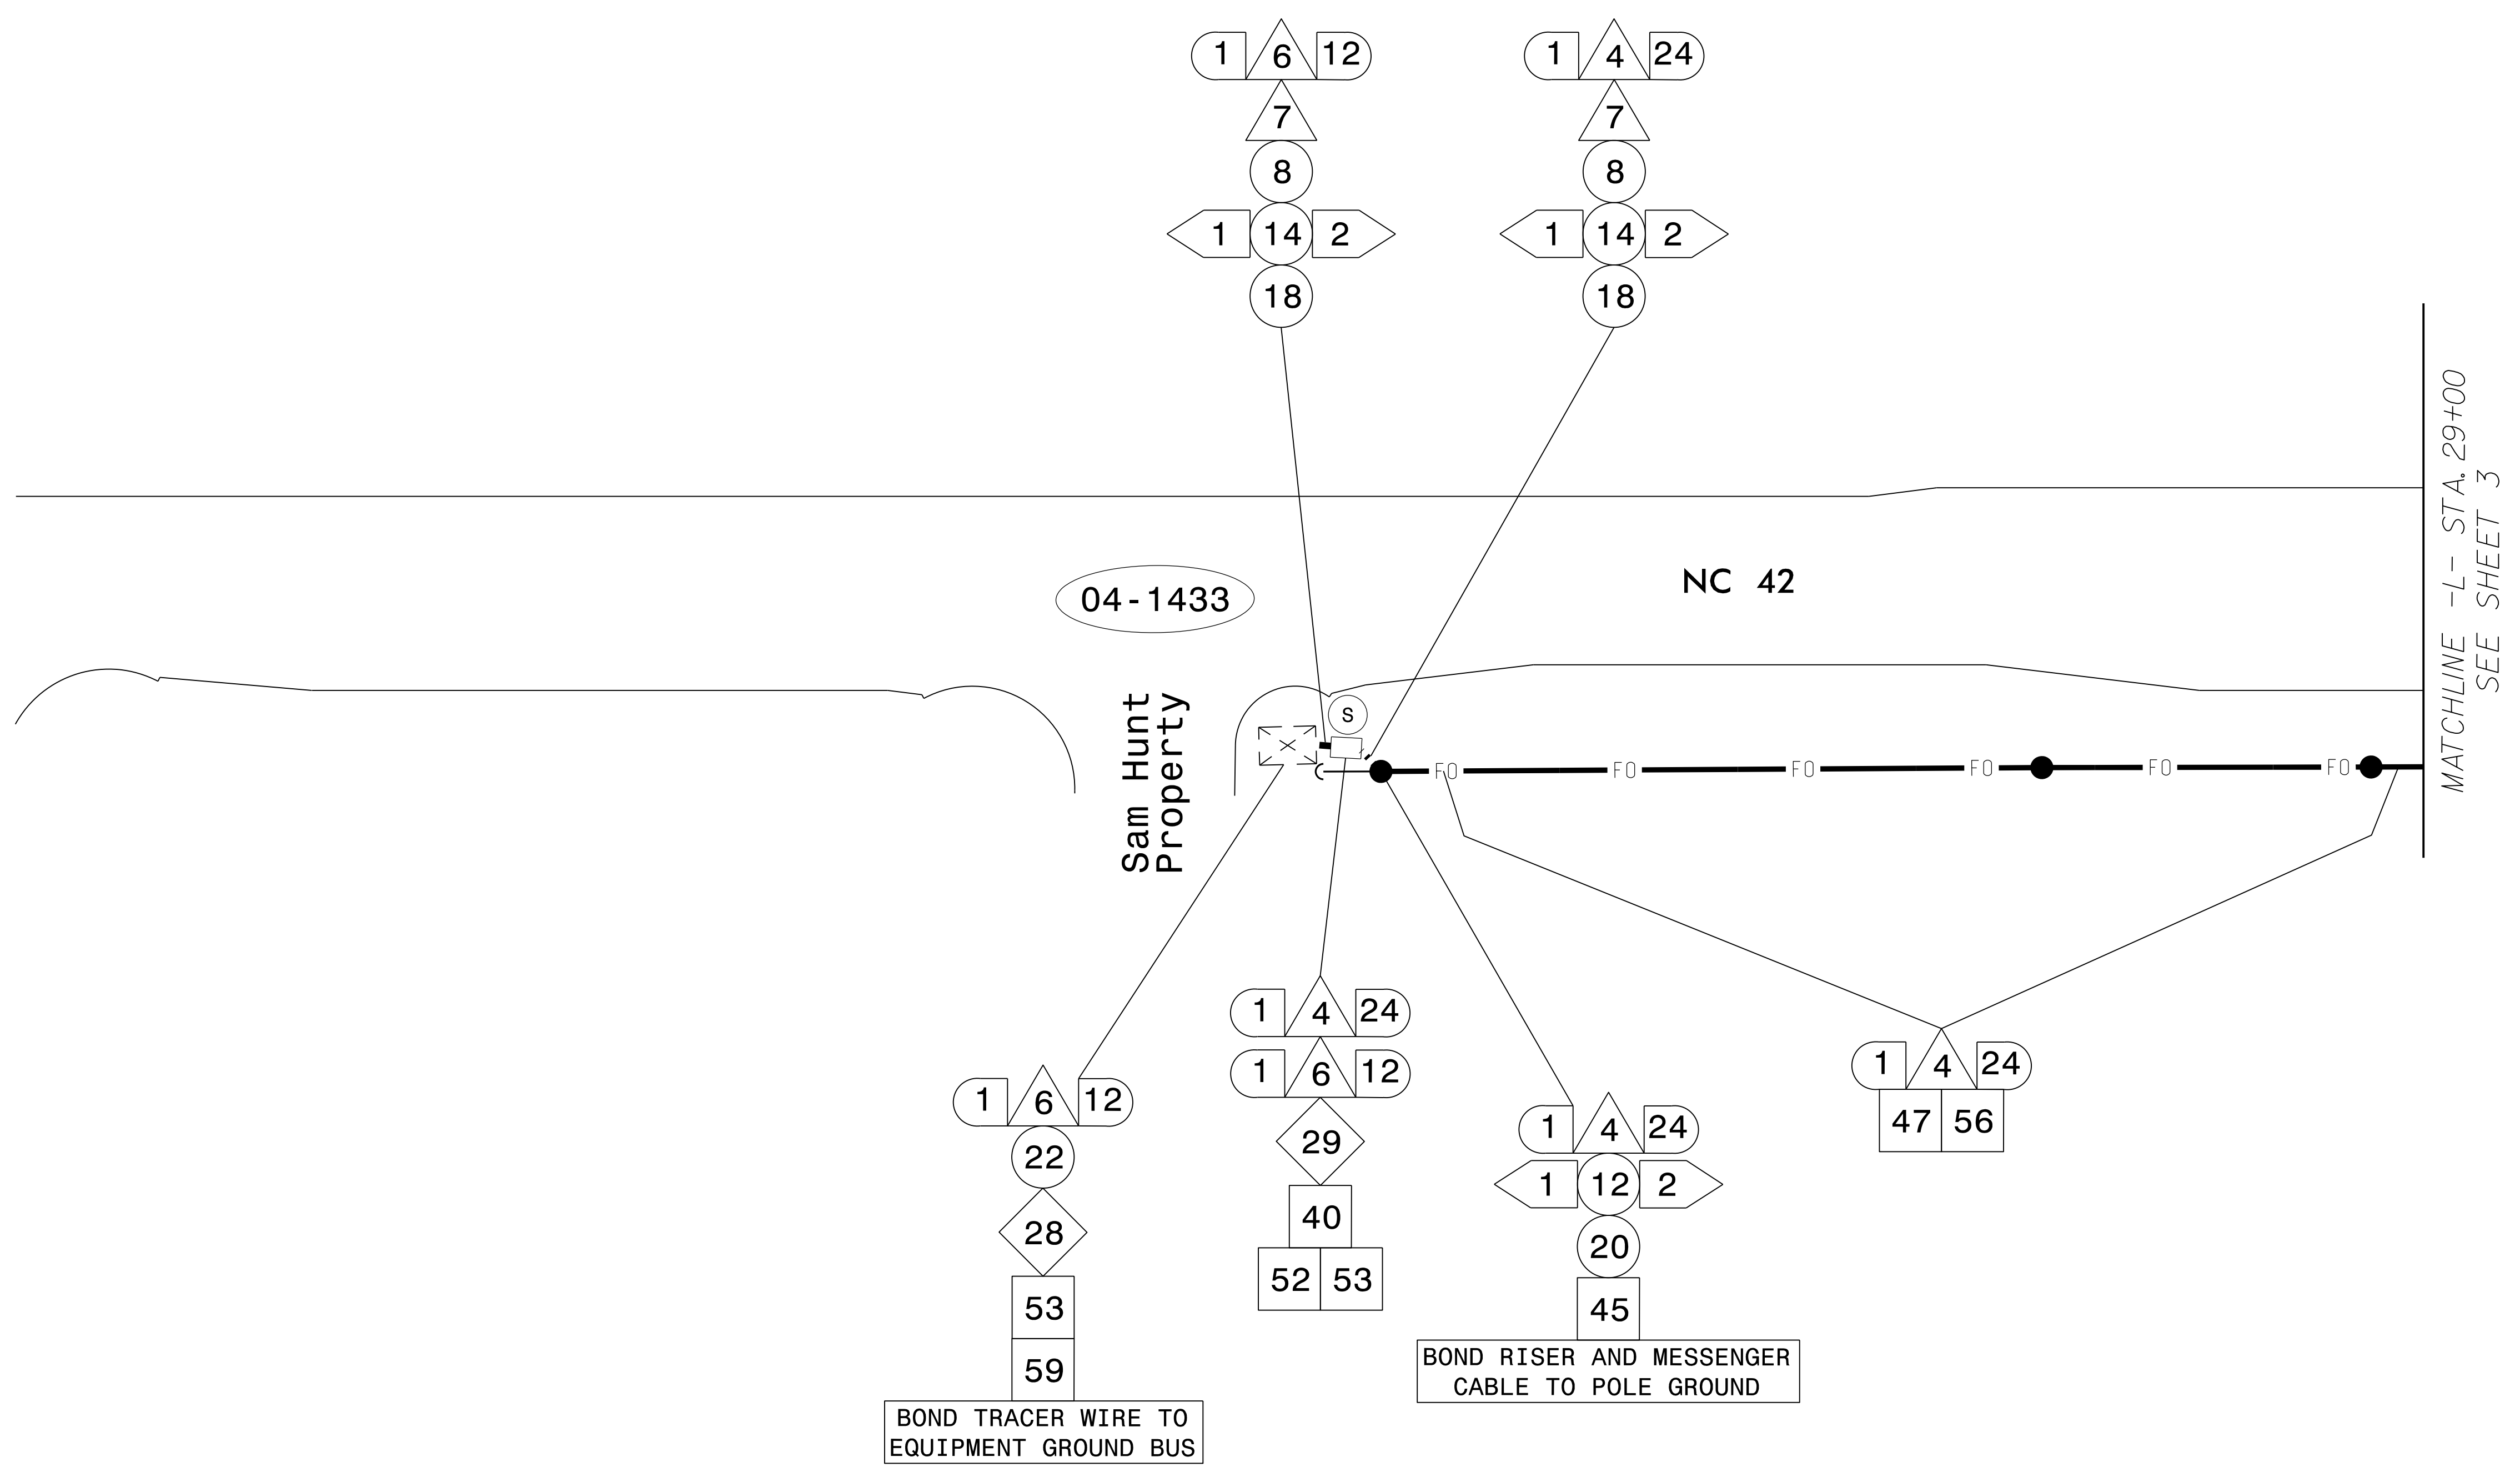 1 6 12
7
8
1 14 2
18
1 4 24
7
8
1 14 2
18
04-1433
NC 42
MATCHLINE -L- STA. 29+00
SEE SHEET 3
Sam Hunt
Property
S
FO FO FO FO FO FO
1 6 12
22
28
53
59
BOND TRACER WIRE TO
EQUIPMENT GROUND BUS
1 4 24
1 6 12
29
40
52 53
1 4 24
1 12 2
20
45
BOND RISER AND MESSENGER
CABLE TO POLE GROUND
1 4 24
47 56